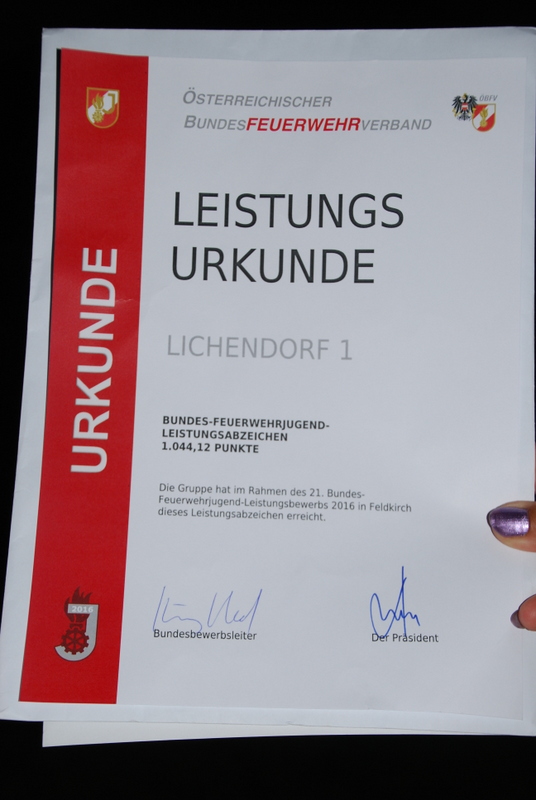 ÖSTERREICHISCHER
BUNDESFEUERWEHRVERBAND
ÖBFV
LEISTUNGS
URKUNDE
URKUNDE
LICHENDORF 1
BUNDES-FEUERWEHRJUGEND-
LEISTUNGSABZEICHEN
1.044,12 PUNKTE
Die Gruppe hat im Rahmen des 21. Bundes-
Feuerwehrjugend-Leistungsbewerbs 2016 in Feldkirch
dieses Leistungsabzeichen erreicht.
2016
Bundesbewerbsleiter
Der Präsident